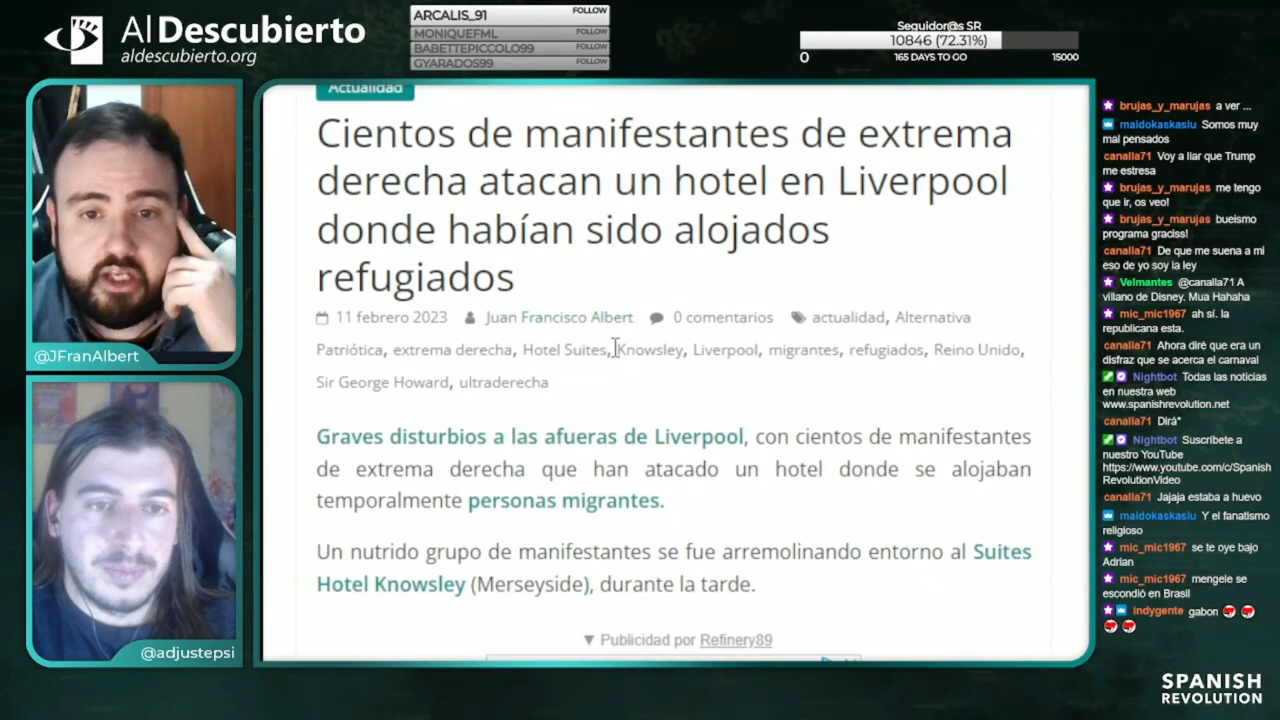 Al Descubierto
aldescubierto.org
ARCALIS_91 FOLLOW
MONIQUEFML FOLLOW
BABETTEPICCOLO99 FOLLOW
GYARADOS99 FOLLOW
Seguidor@s SR
10846 (72.31%)
0 165 DAYS TO GO 15000
@JFranAlbert
@adjustepsi
Actualidad
Cientos de manifestantes de extrema
derecha atacan un hotel en Liverpool
donde habían sido alojados
refugiados
11 febrero 2023 Juan Francisco Albert 0 comentarios actualidad, Alternativa
Patriótica, extrema derecha, Hotel Suites, Knowsley, Liverpool, migrantes, refugiados, Reino Unido,
Sir George Howard, ultraderecha
Graves disturbios a las afueras de Liverpool, con cientos de manifestantes
de extrema derecha que han atacado un hotel donde se alojaban
temporalmente personas migrantes.
Un nutrido grupo de manifestantes se fue arremolinando entorno al Suites
Hotel Knowsley (Merseyside), durante la tarde.
▼ Publicidad por Refinery89
brujas_y_marujas a ver ...
maidokaskasiu Somos muy
mal pensados
canalla71 Voy a liar que Trump
me estresa
brujas_y_marujas me tengo
que ir, os veo!
brujas_y_marujas bueismo
programa graciss!
canalla71 De que me suena a mi
eso de yo soy la ley
Velmantes @canalla71 A
villano de Disney. Mua Hahaha
mic_mic1967 ah sí. la
republicana esta.
canalla71 Ahora diré que era un
disfraz que se acerca el carnaval
Nightbot Todas las noticias
en nuestra web
www.spanishrevolution.net
canalla71 Dirá*
Nightbot Suscríbete a
nuestro YouTube
https://www.youtube.com/c/Spanish
RevolutionVideo
canalla71 Jajaja estaba a huevo
maidokaskasiu Y el fanatismo
religioso
mic_mic1967 se te oye bajo
Adrian
mic_mic1967 mengele se
escondió en Brasil
indygente gabon
SPANISH
REVOLUTION